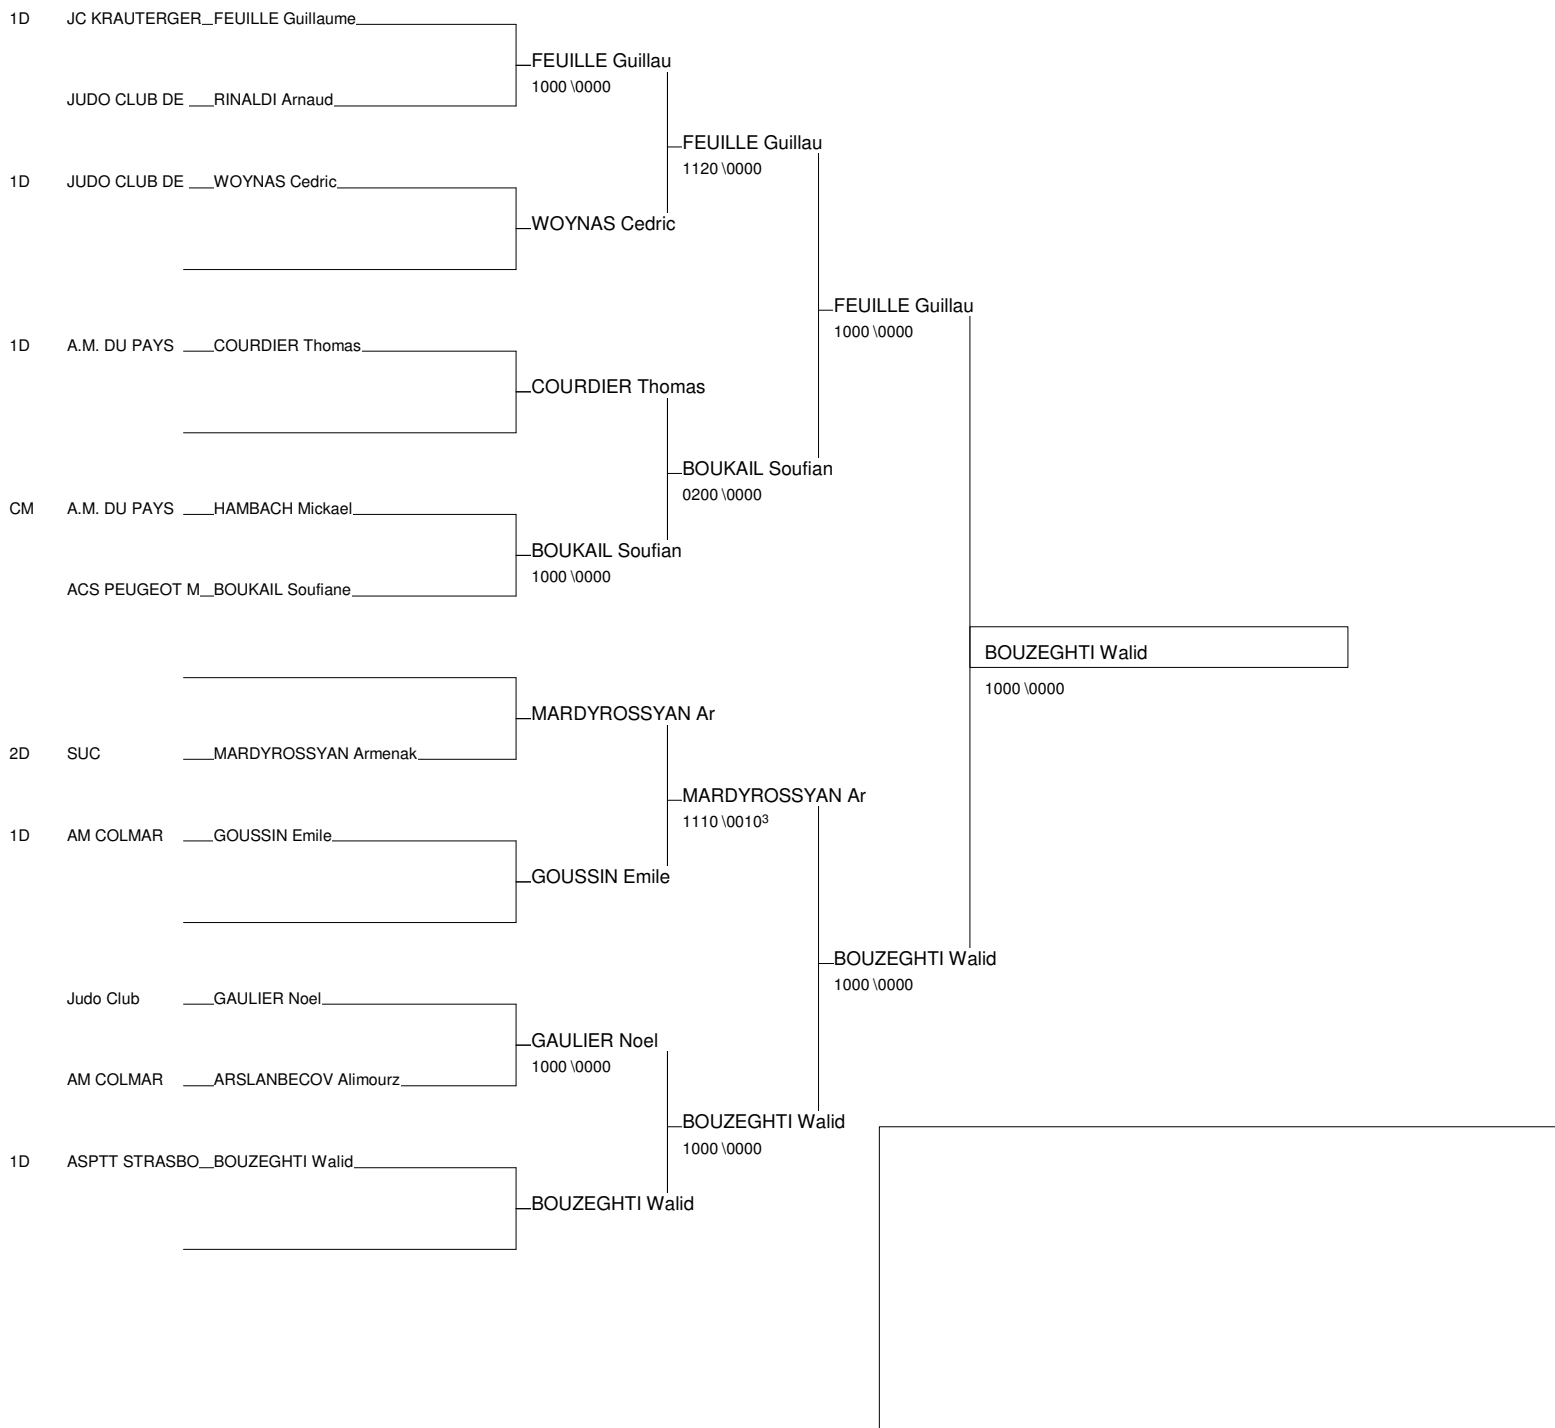 1D JC KRAUTERGER FEUILLE Guillaume
FEUILLE Guillau
1000 \0000
JUDO CLUB DE RINALDI Arnaud
FEUILLE Guillau
1120 \0000
1D JUDO CLUB DE WOYNAS Cedric
WOYNAS Cedric
FEUILLE Guillau
1000 \0000
1D A.M. DU PAYS COURDIER Thomas
COURDIER Thomas
BOUKAIL Soufian
0200 \0000
CM A.M. DU PAYS HAMBACH Mickael
BOUKAIL Soufian
1000 \0000
ACS PEUGEOT M BOUKAIL Soufiane
BOUZEGHTI Walid
1000 \0000
MARDYROSSYAN Ar
2D SUC MARDYROSSYAN Armenak
MARDYROSSYAN Ar
1110 \0010³
1D AM COLMAR GOUSSIN Emile
GOUSSIN Emile
BOUZEGHTI Walid
1000 \0000
Judo Club GAULIER Noel
GAULIER Noel
1000 \0000
AM COLMAR ARSLANBECOV Alimourz
BOUZEGHTI Walid
1000 \0000
1D ASPTT STRASBO BOUZEGHTI Walid
BOUZEGHTI Walid